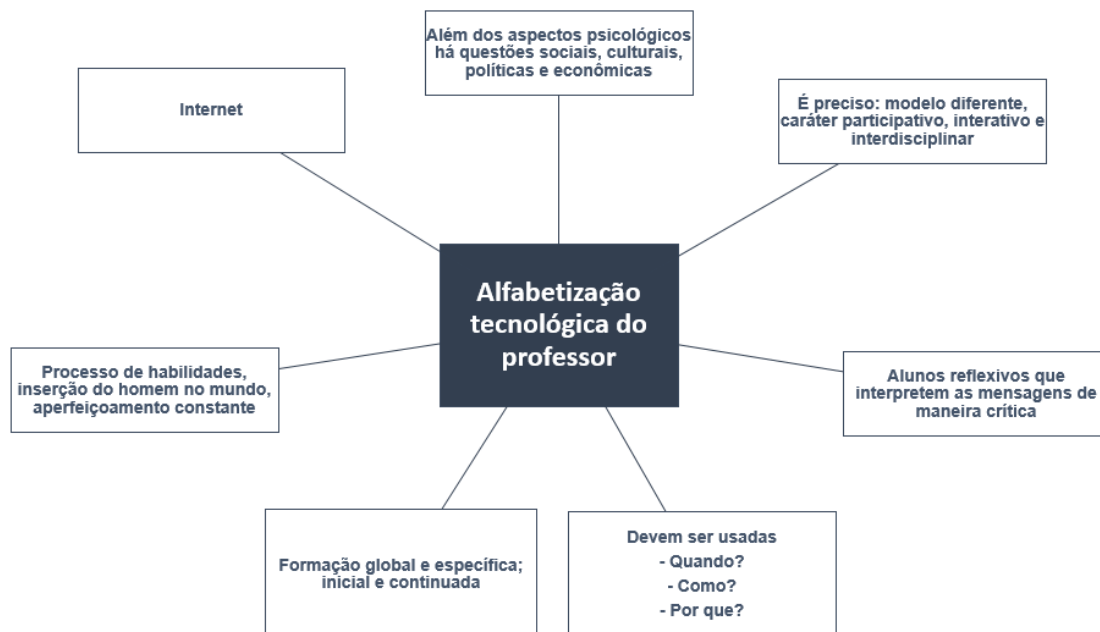 Além dos aspectos psicológicos
há questões sociais, culturais,
políticas e econômicas
Internet
É preciso: modelo diferente,
caráter participativo, interativo e
interdisciplinar
Alfabetização
tecnológica do
professor
Processo de habilidades,
inserção do homem no mundo,
aperfeiçoamento constante
Alunos reflexivos que
interpretem as mensagens de
maneira crítica
Formação global e específica;
inicial e continuada
Devem ser usadas
- Quando?
- Como?
- Por que?